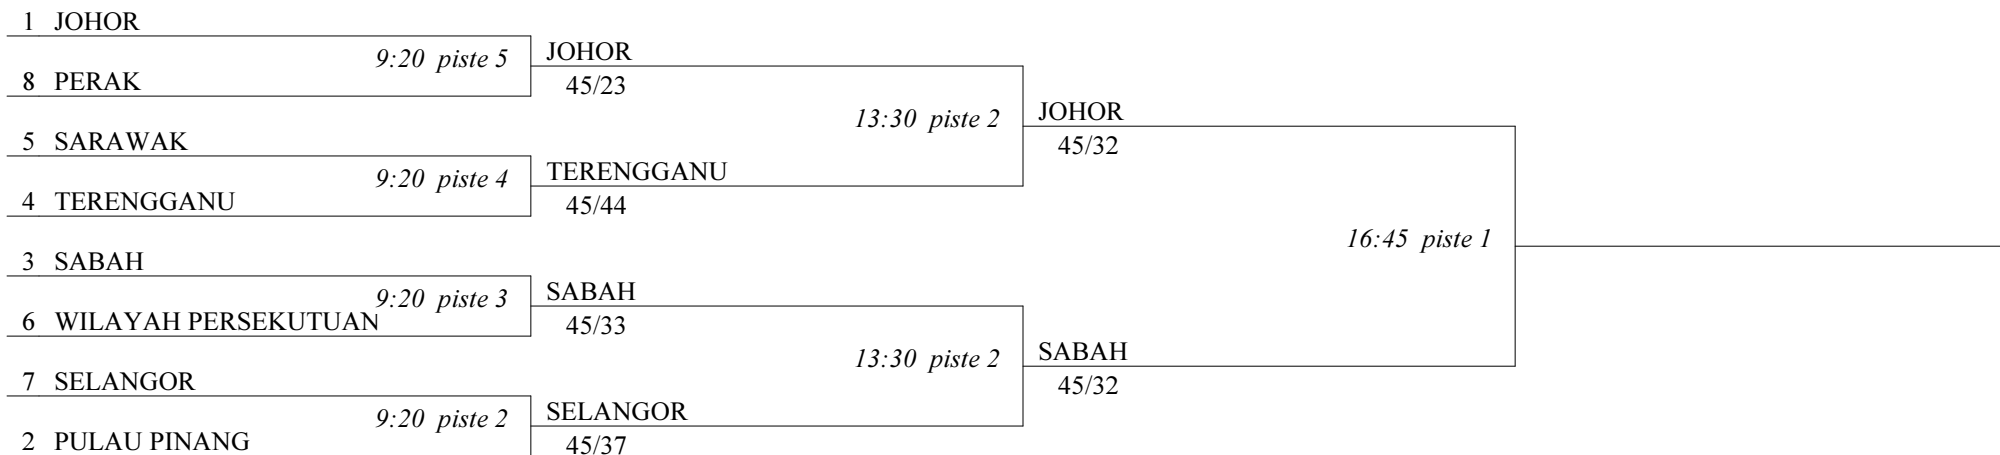 1 JOHOR
9:20 piste 5
JOHOR
8 PERAK
45/23
13:30 piste 2
JOHOR
5 SARAWAK
45/32
9:20 piste 4
TERENGGANU
4 TERENGGANU
45/44
16:45 piste 1
3 SABAH
9:20 piste 3
SABAH
6 WILAYAH PERSEKUTUAN
45/33
13:30 piste 2
SABAH
7 SELANGOR
45/32
9:20 piste 2
SELANGOR
2 PULAU PINANG
45/37